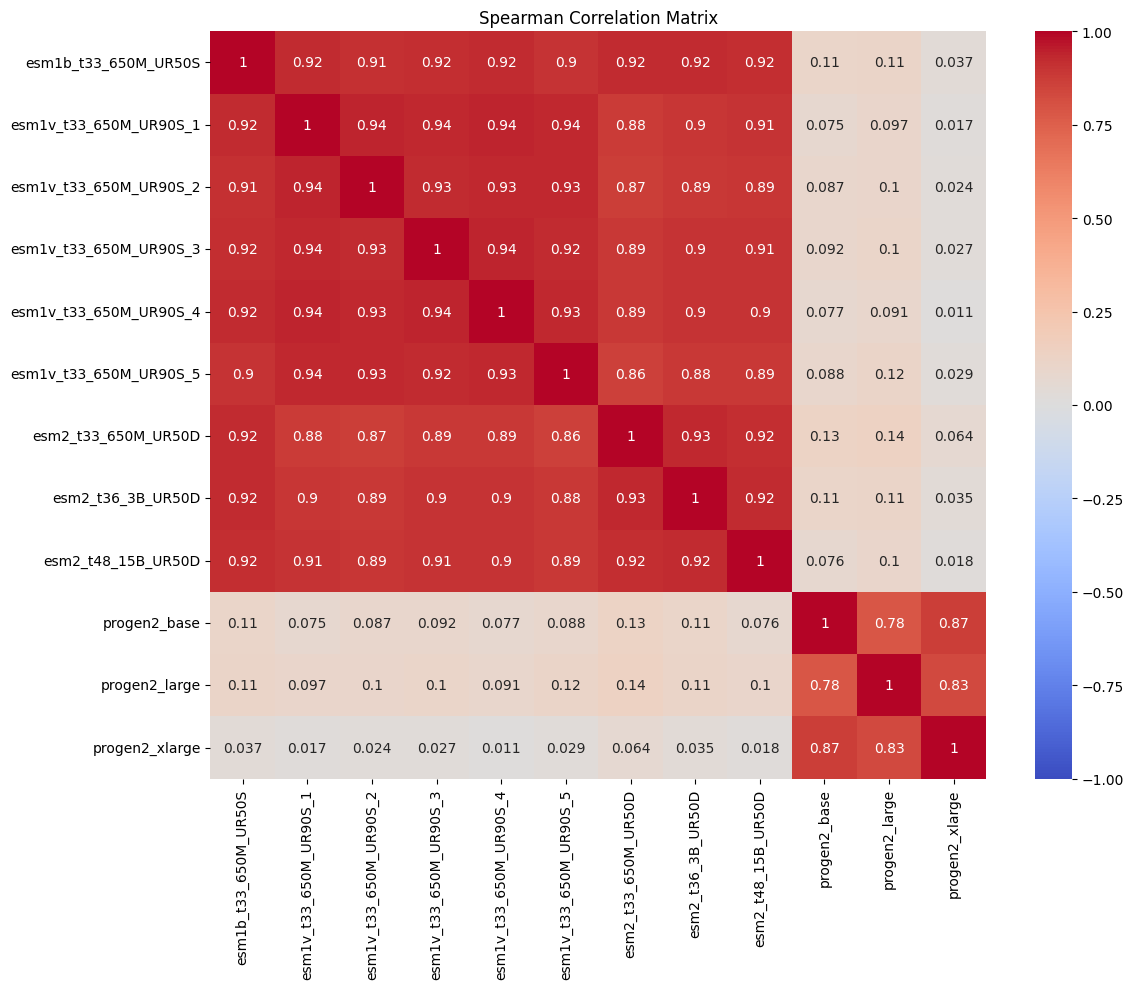 Spearman Correlation Matrix
esm1b_t33_650M_UR50S 1 0.92 0.91 0.92 0.92 0.9 0.92 0.92 0.92 0.11 0.11 0.037
esm1v_t33_650M_UR90S_1 0.92 1 0.94 0.94 0.94 0.94 0.88 0.9 0.91 0.075 0.097 0.017
esm1v_t33_650M_UR90S_2 0.91 0.94 1 0.93 0.93 0.93 0.87 0.89 0.89 0.087 0.1 0.024
esm1v_t33_650M_UR90S_3 0.92 0.94 0.93 1 0.94 0.92 0.89 0.9 0.91 0.092 0.1 0.027
esm1v_t33_650M_UR90S_4 0.92 0.94 0.93 0.94 1 0.93 0.89 0.9 0.9 0.077 0.091 0.011
esm1v_t33_650M_UR90S_5 0.9 0.94 0.93 0.92 0.93 1 0.86 0.88 0.89 0.088 0.12 0.029
esm2_t33_650M_UR50D 0.92 0.88 0.87 0.89 0.89 0.86 1 0.93 0.92 0.13 0.14 0.064
esm2_t36_3B_UR50D 0.92 0.9 0.89 0.9 0.9 0.88 0.93 1 0.92 0.11 0.11 0.035
esm2_t48_15B_UR50D 0.92 0.91 0.89 0.91 0.9 0.89 0.92 0.92 1 0.076 0.1 0.018
progen2_base 0.11 0.075 0.087 0.092 0.077 0.088 0.13 0.11 0.076 1 0.78 0.87
progen2_large 0.11 0.097 0.1 0.1 0.091 0.12 0.14 0.11 0.1 0.78 1 0.83
progen2_xlarge 0.037 0.017 0.024 0.027 0.011 0.029 0.064 0.035 0.018 0.87 0.83 1
esm1b_t33_650M_UR50S
esm1v_t33_650M_UR90S_1
esm1v_t33_650M_UR90S_2
esm1v_t33_650M_UR90S_3
esm1v_t33_650M_UR90S_4
esm1v_t33_650M_UR90S_5
esm2_t33_650M_UR50D
esm2_t36_3B_UR50D
esm2_t48_15B_UR50D
progen2_base
progen2_large
progen2_xlarge
1.00
0.75
0.50
0.25
0.00
−0.25
−0.50
−0.75
−1.00